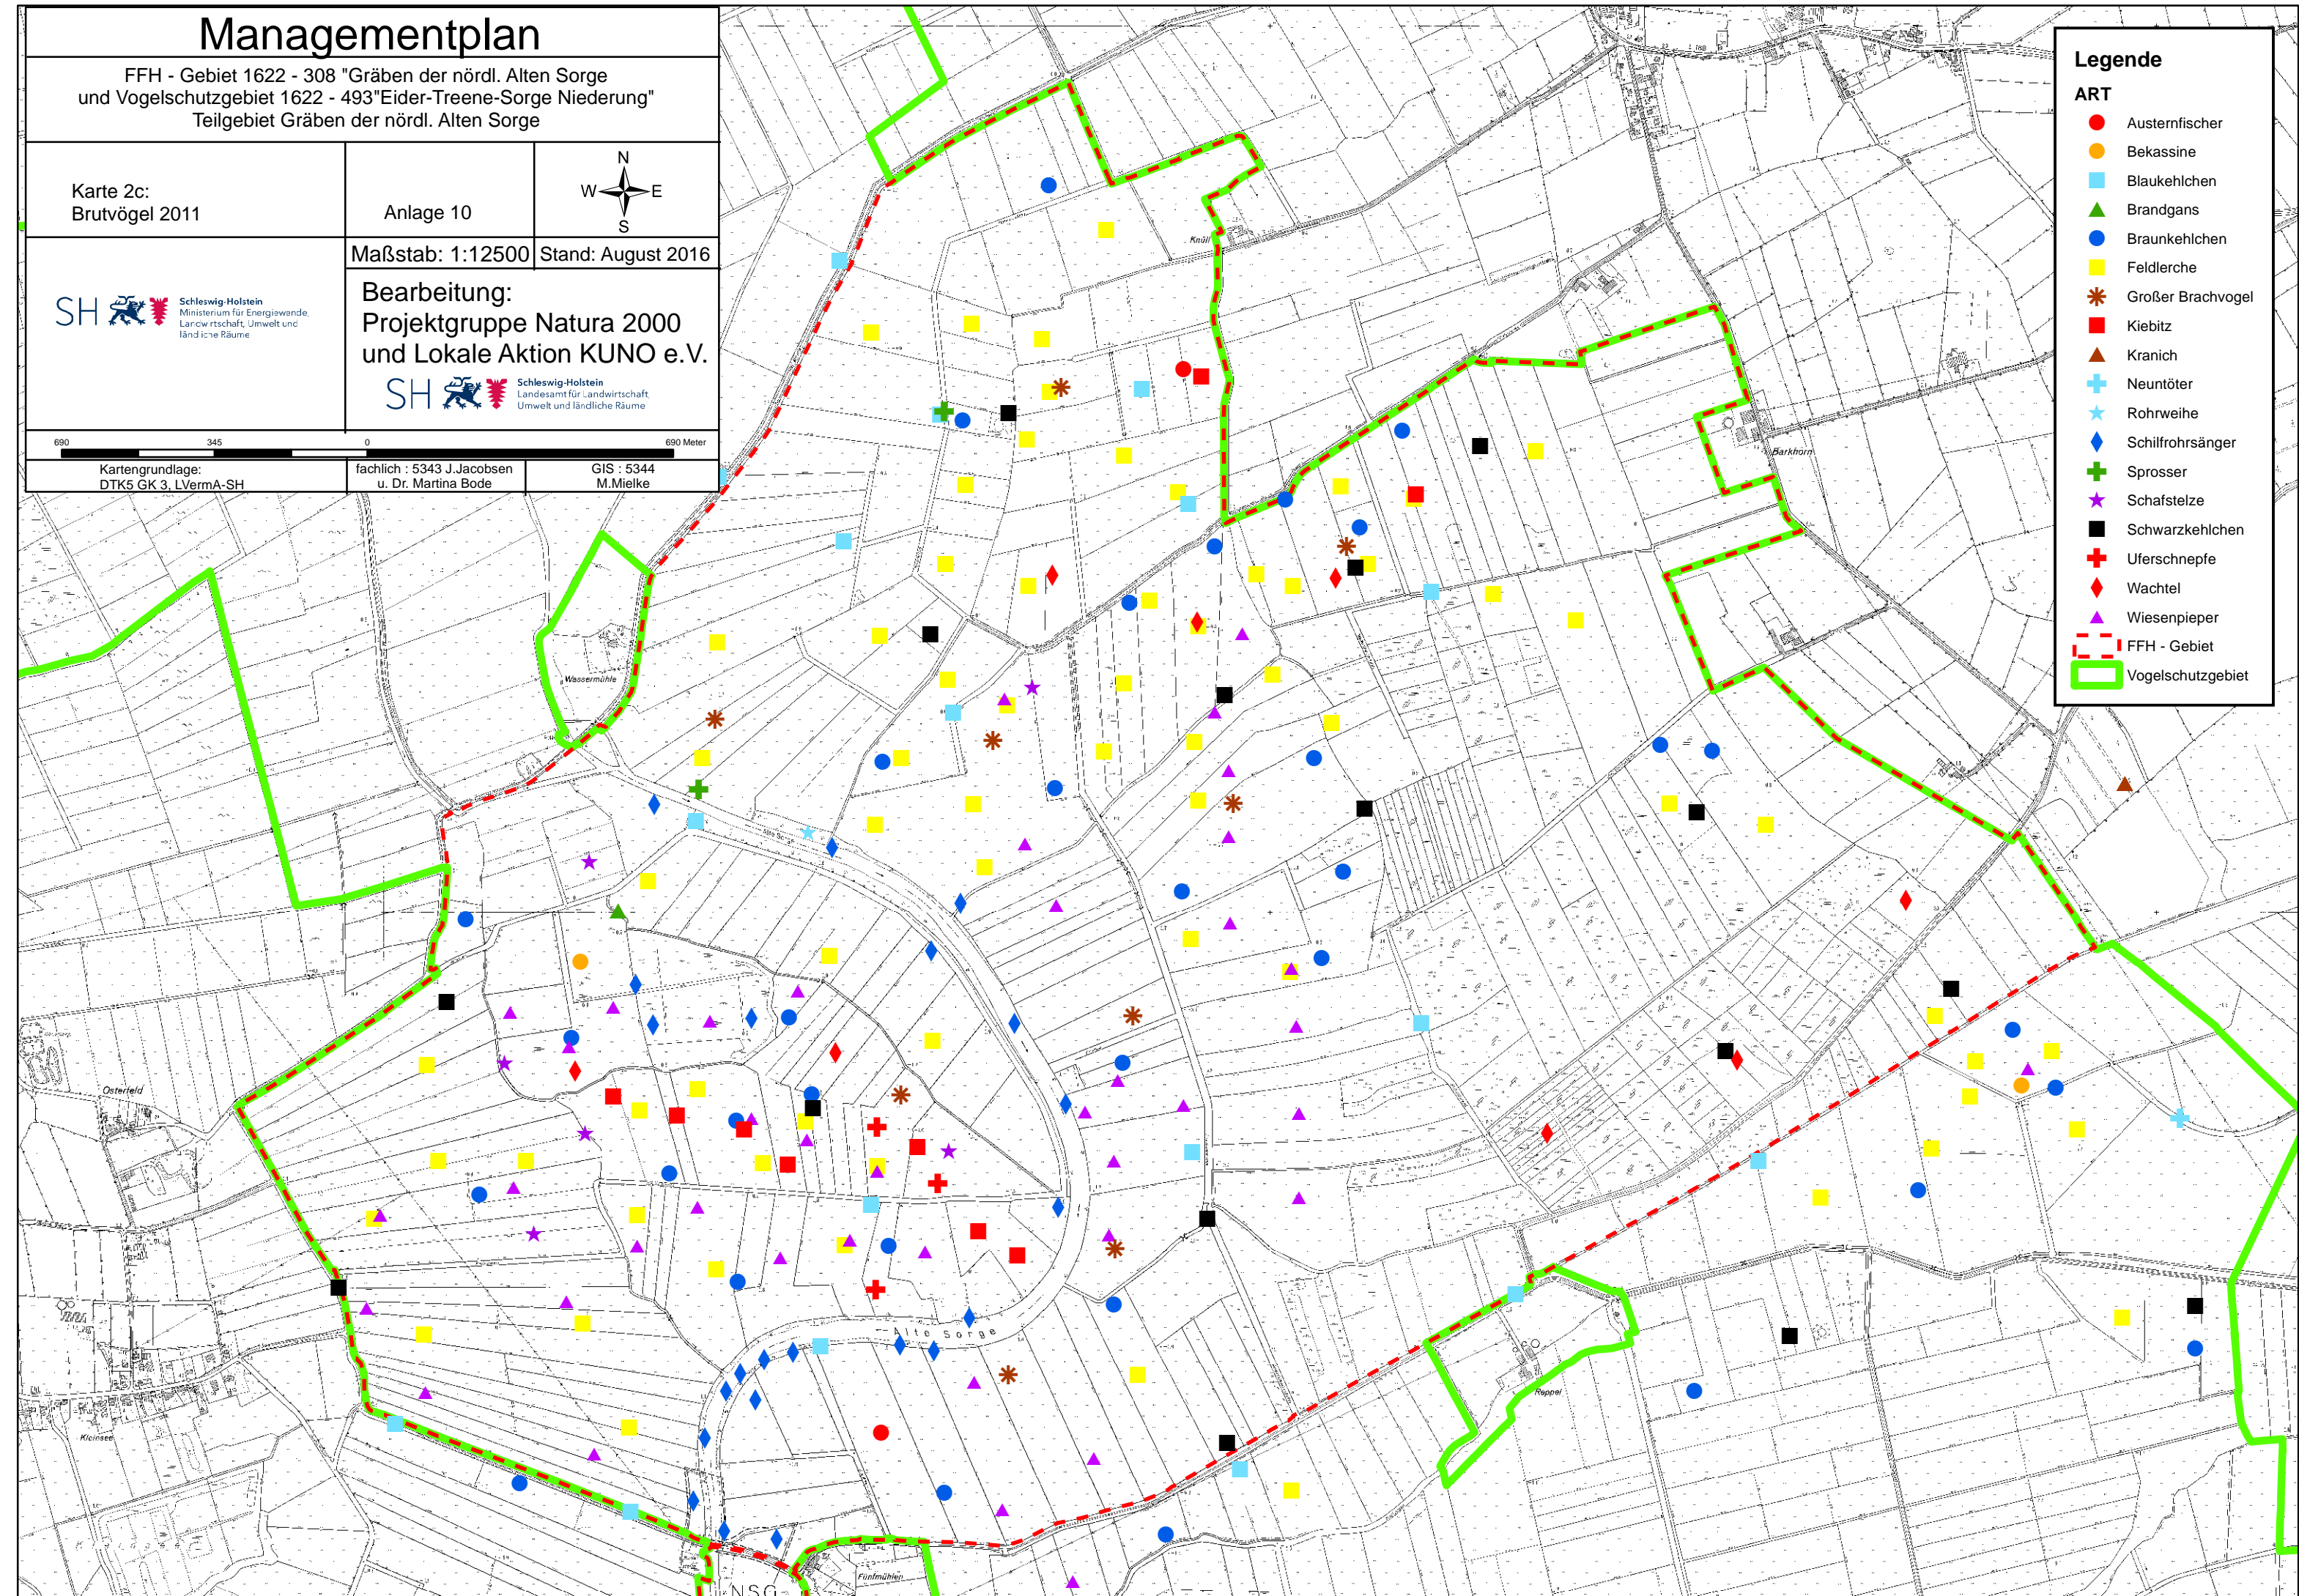 Managementplan
FFH - Gebiet 1622 - 308 "Gräben der nördl. Alten Sorge
und Vogelschutzgebiet 1622 - 493"Eider-Treene-Sorge Niederung"
Teilgebiet Gräben der nördl. Alten Sorge
Karte 2c:
Brutvögel 2011
Anlage 10
N
W E
S
Maßstab: 1:12500
Stand: August 2016
SH
Schleswig-Holstein
Ministerium für Energiewende,
Landwirtschaft, Umwelt und
ländliche Räume
Bearbeitung:
Projektgruppe Natura 2000
und Lokale Aktion KUNO e.V.
SH
Schleswig-Holstein
Landesamt für Landwirtschaft,
Umwelt und ländliche Räume
690 345 0 690 Meter
Kartengrundlage:
DTK5 GK 3, LVermA-SH
fachlich : 5343 J.Jacobsen
u. Dr. Martina Bode
GIS : 5344
M.Mielke
Legende
ART
Austernfischer
Bekassine
Blaukehlchen
Brandgans
Braunkehlchen
Feldlerche
Großer Brachvogel
Kiebitz
Kranich
Neuntöter
Rohrweihe
Schilfrohrsänger
Sprosser
Schafstelze
Schwarzkehlchen
Uferschnepfe
Wachtel
Wiesenpieper
FFH - Gebiet
Vogelschutzgebiet
Knüll
Barkhorn
Wassermühle
Osterfeld
Alte Sorge
Reppel
Kleinsee
Fünfmühlen
NSG